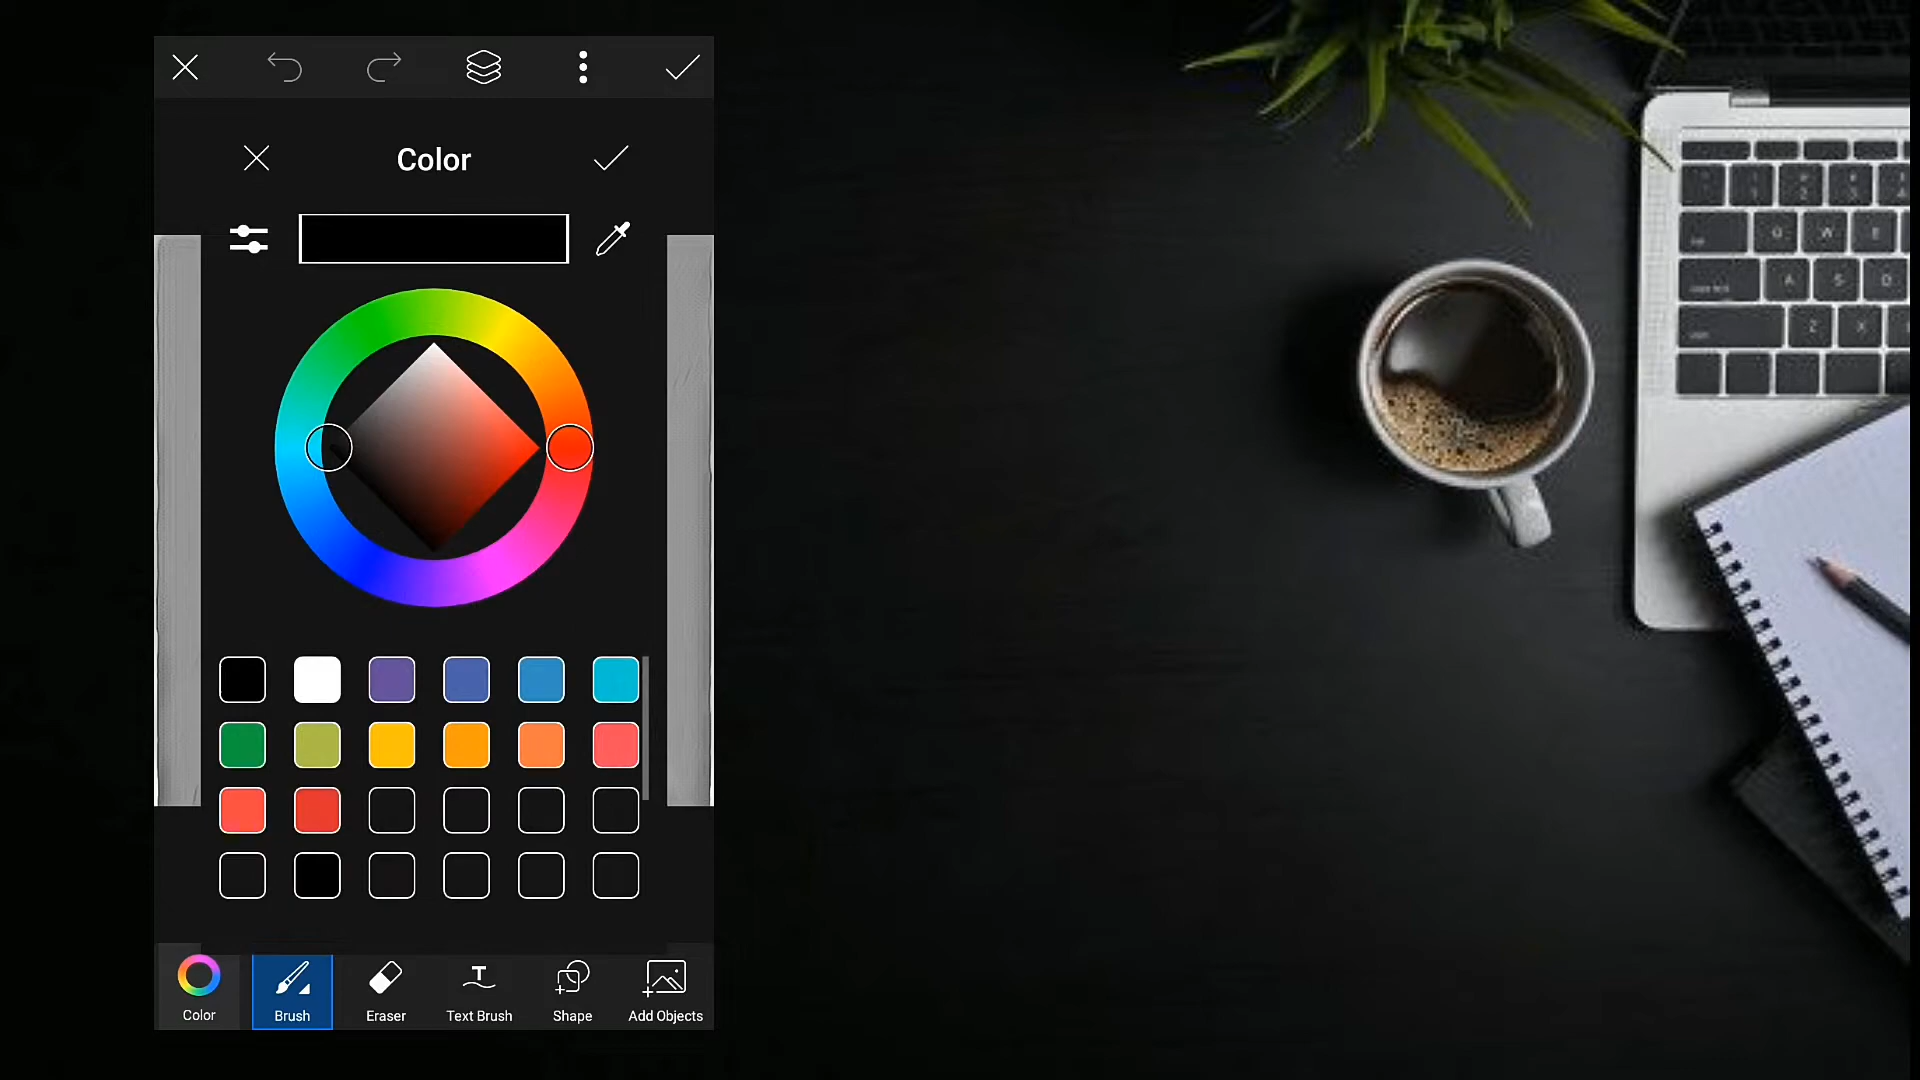 Color
Color
Brush
Eraser
Text Brush
Shape
Add Objects
T
Q
W
E
A
S
D
Z
X